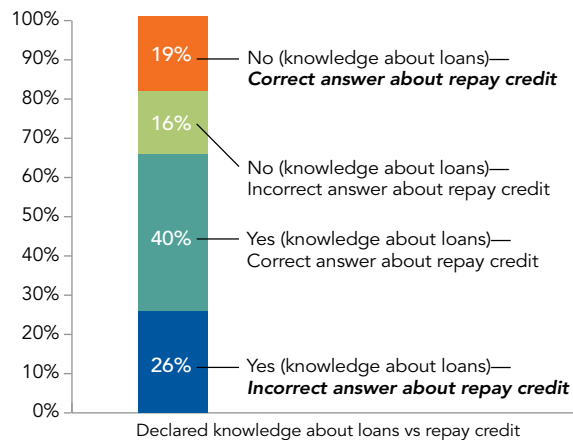 100%
90%
80%
70%
60%
50%
40%
30%
20%
10%
0%
19%
16%
40%
26%
No (knowledge about loans)—
Correct answer about repay credit
No (knowledge about loans)—
Incorrect answer about repay credit
Yes (knowledge about loans)—
Correct answer about repay credit
Yes (knowledge about loans)—
Incorrect answer about repay credit
Declared knowledge about loans vs repay credit